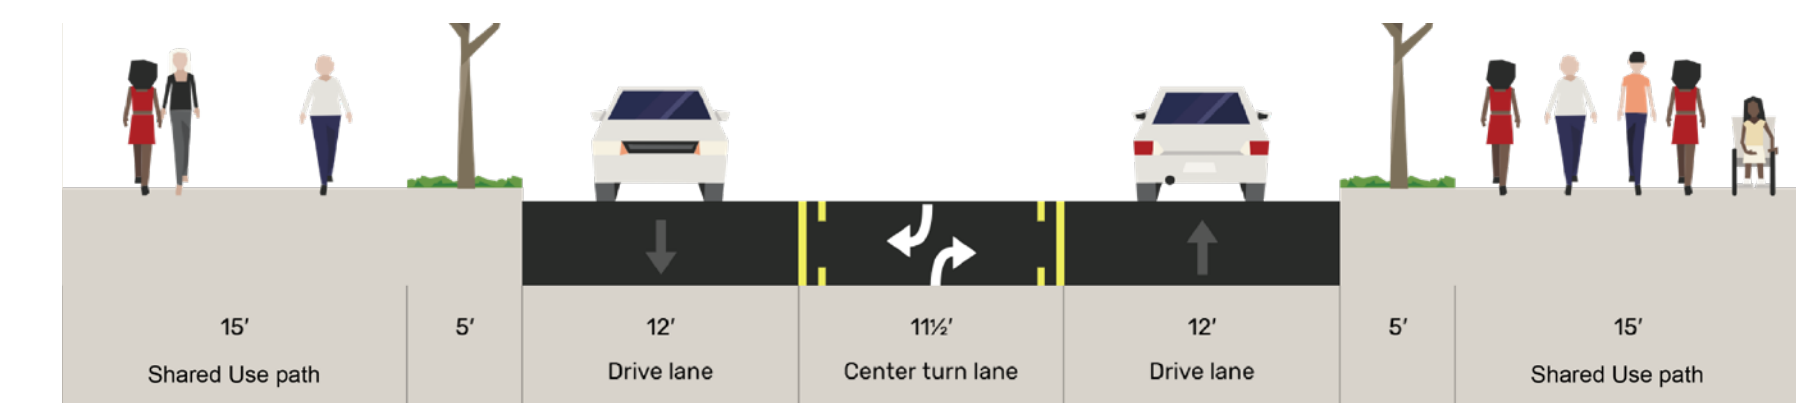 15′
5′
12′
11½′
12′
5′
15′
Shared Use path
Drive lane
Center turn lane
Drive lane
Shared Use path